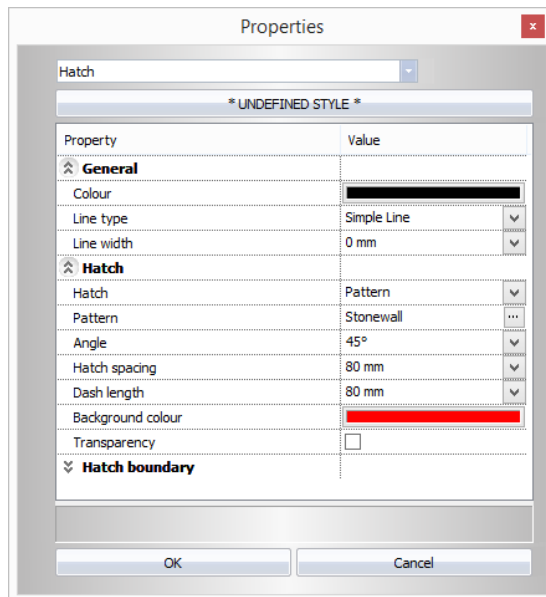 Properties
x
Hatch
* UNDEFINED STYLE *
Property Value
General
Colour
Line type Simple Line
Line width 0 mm
Hatch
Hatch Pattern
Pattern Stonewall ...
Angle 45°
Hatch spacing 80 mm
Dash length 80 mm
Background colour
Transparency
Hatch boundary
OK Cancel